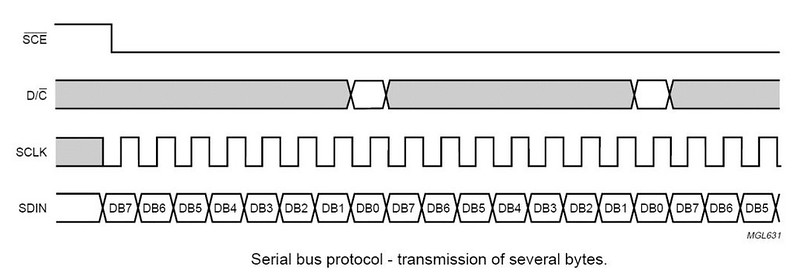 S̅C̅E̅
D/C̅
SCLK
SDIN DB7 DB6 DB5 DB4 DB3 DB2 DB1 DB0 DB7 DB6 DB5 DB4 DB3 DB2 DB1 DB0 DB7 DB6 DB5
MGL631
Serial bus protocol - transmission of several bytes.